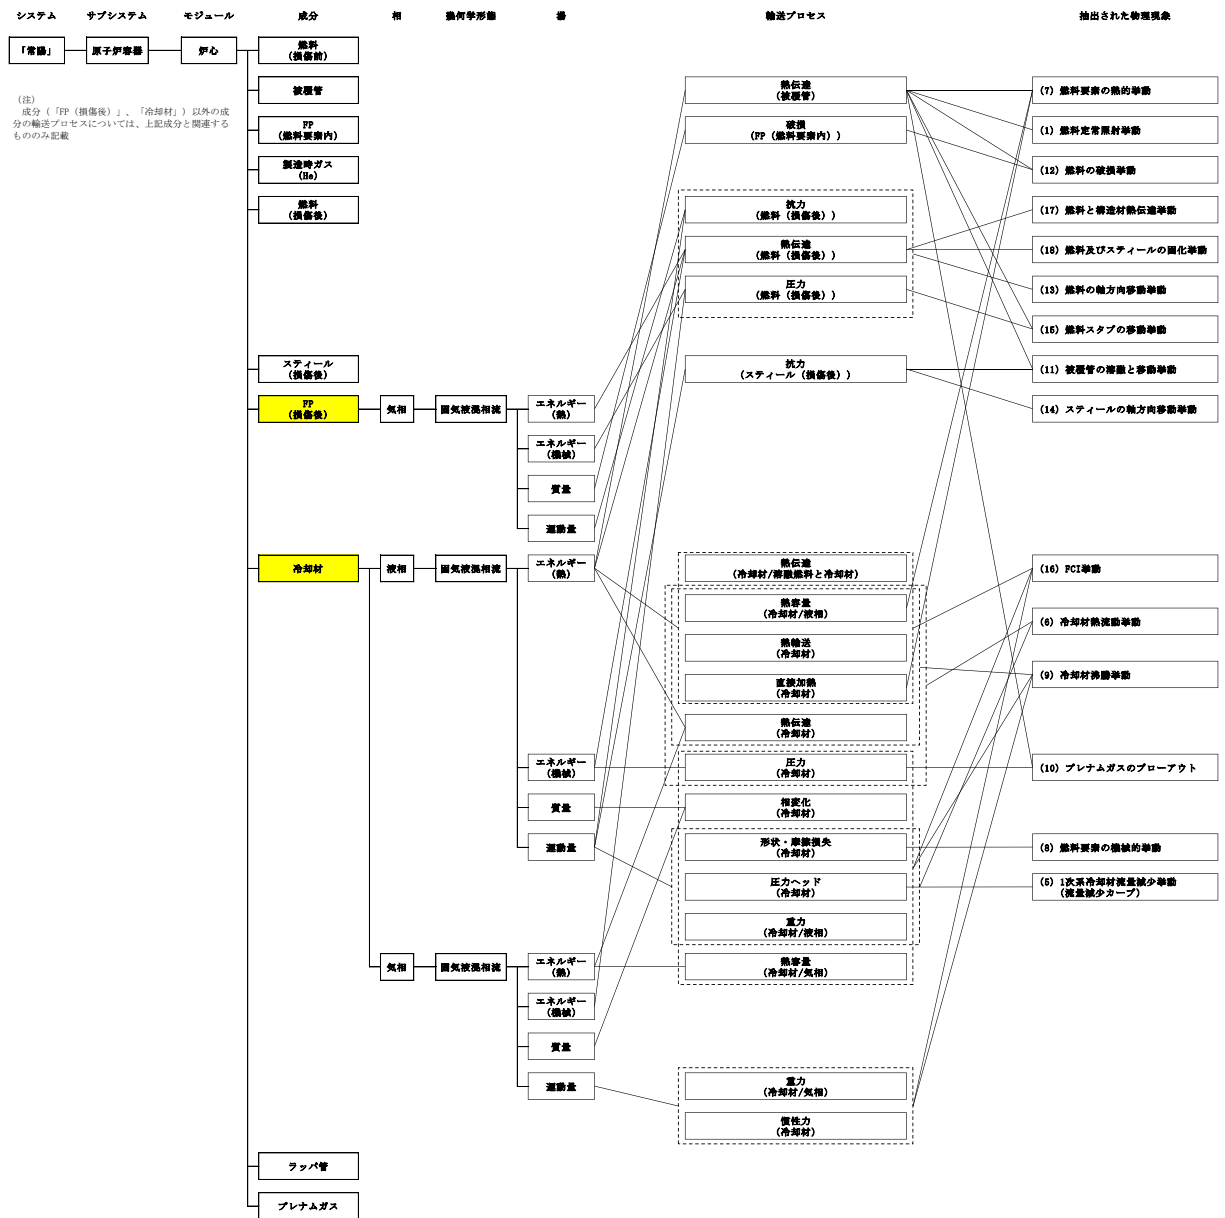 システム サブシステム モジュール 成分 相 幾何学形態 場 輸送プロセス 抽出された物理現象
「常陽」 原子炉容器 炉心
燃料
(損傷前)
(注)
成分（「FP（損傷後）」、「冷却材」）以外の成
分の輸送プロセスについては、上記成分と関連する
もののみ記載
被覆管
FP
(燃料要素内)
製造時ガス
(He)
燃料
(損傷後)
スティール
(損傷後)
FP
(損傷後)
気相
固気液混相流
エネルギー
(熱)
エネルギー
(機械)
質量
運動量
冷却材
液相
固気液混相流
エネルギー
(熱)
エネルギー
(機械)
質量
運動量
気相
固気液混相流
エネルギー
(熱)
エネルギー
(機械)
質量
運動量
ラッパ管
プレナムガス
熱伝達
(被覆管)
破損
(FP（燃料要素内）)
抗力
(燃料（損傷後）)
熱伝達
(燃料（損傷後）)
圧力
(燃料（損傷後）)
抗力
(スティール（損傷後）)
熱伝達
(冷却材/溶融燃料と冷却材)
熱容量
(冷却材/液相)
熱輸送
(冷却材)
直接加熱
(冷却材)
熱伝達
(冷却材)
圧力
(冷却材)
相変化
(冷却材)
形状・摩擦損失
(冷却材)
圧力ヘッド
(冷却材)
重力
(冷却材/液相)
熱容量
(冷却材/気相)
重力
(冷却材/気相)
慣性力
(冷却材)
(7) 燃料要素の熱的挙動
(1) 燃料定常照射挙動
(12) 燃料の破損挙動
(17) 燃料と構造材熱伝達挙動
(18) 燃料及びスティールの固化挙動
(13) 燃料の軸方向移動挙動
(15) 燃料スタブの移動挙動
(11) 被覆管の溶融と移動挙動
(14) スティールの軸方向移動挙動
(16) FCI挙動
(6) 冷却材熱流動挙動
(9) 冷却材沸騰挙動
(10) プレナムガスのブローアウト
(8) 燃料要素の機械的挙動
(5) 1次系冷却材流量減少挙動
(流量減少カーブ)